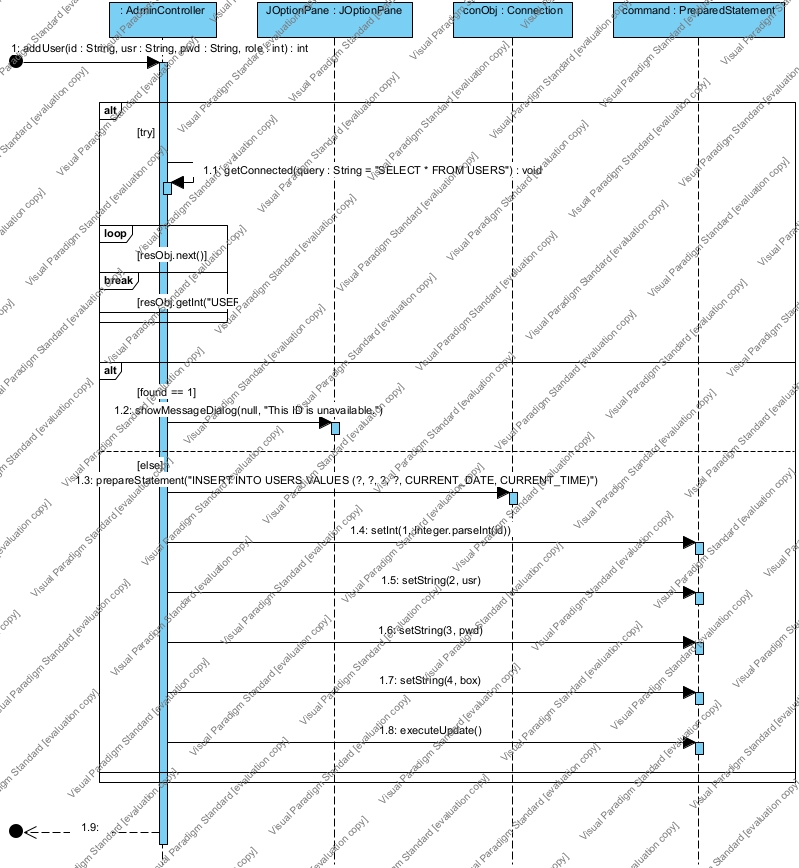 : AdminController
JOptionPane : JOptionPane
conObj : Connection
command : PreparedStatement
1: addUser(id : String, usr : String, pwd : String, role : int) : int
alt
[try]
1.1: getConnected(query : String = "SELECT * FROM USERS") : void
loop
[resObj.next()]
break
[resObj.getInt("USER
alt
[found == 1]
1.2: showMessageDialog(null, "This ID is unavailable.")
[else]
1.3: prepareStatement("INSERT INTO USERS VALUES (?, ?, ?, ?, CURRENT_DATE, CURRENT_TIME)")
1.4: setInt(1, Integer.parseInt(id))
1.5: setString(2, usr)
1.6: setString(3, pwd)
1.7: setString(4, box)
1.8: executeUpdate()
1.9:
Visual Paradigm Standard [evaluation copy]